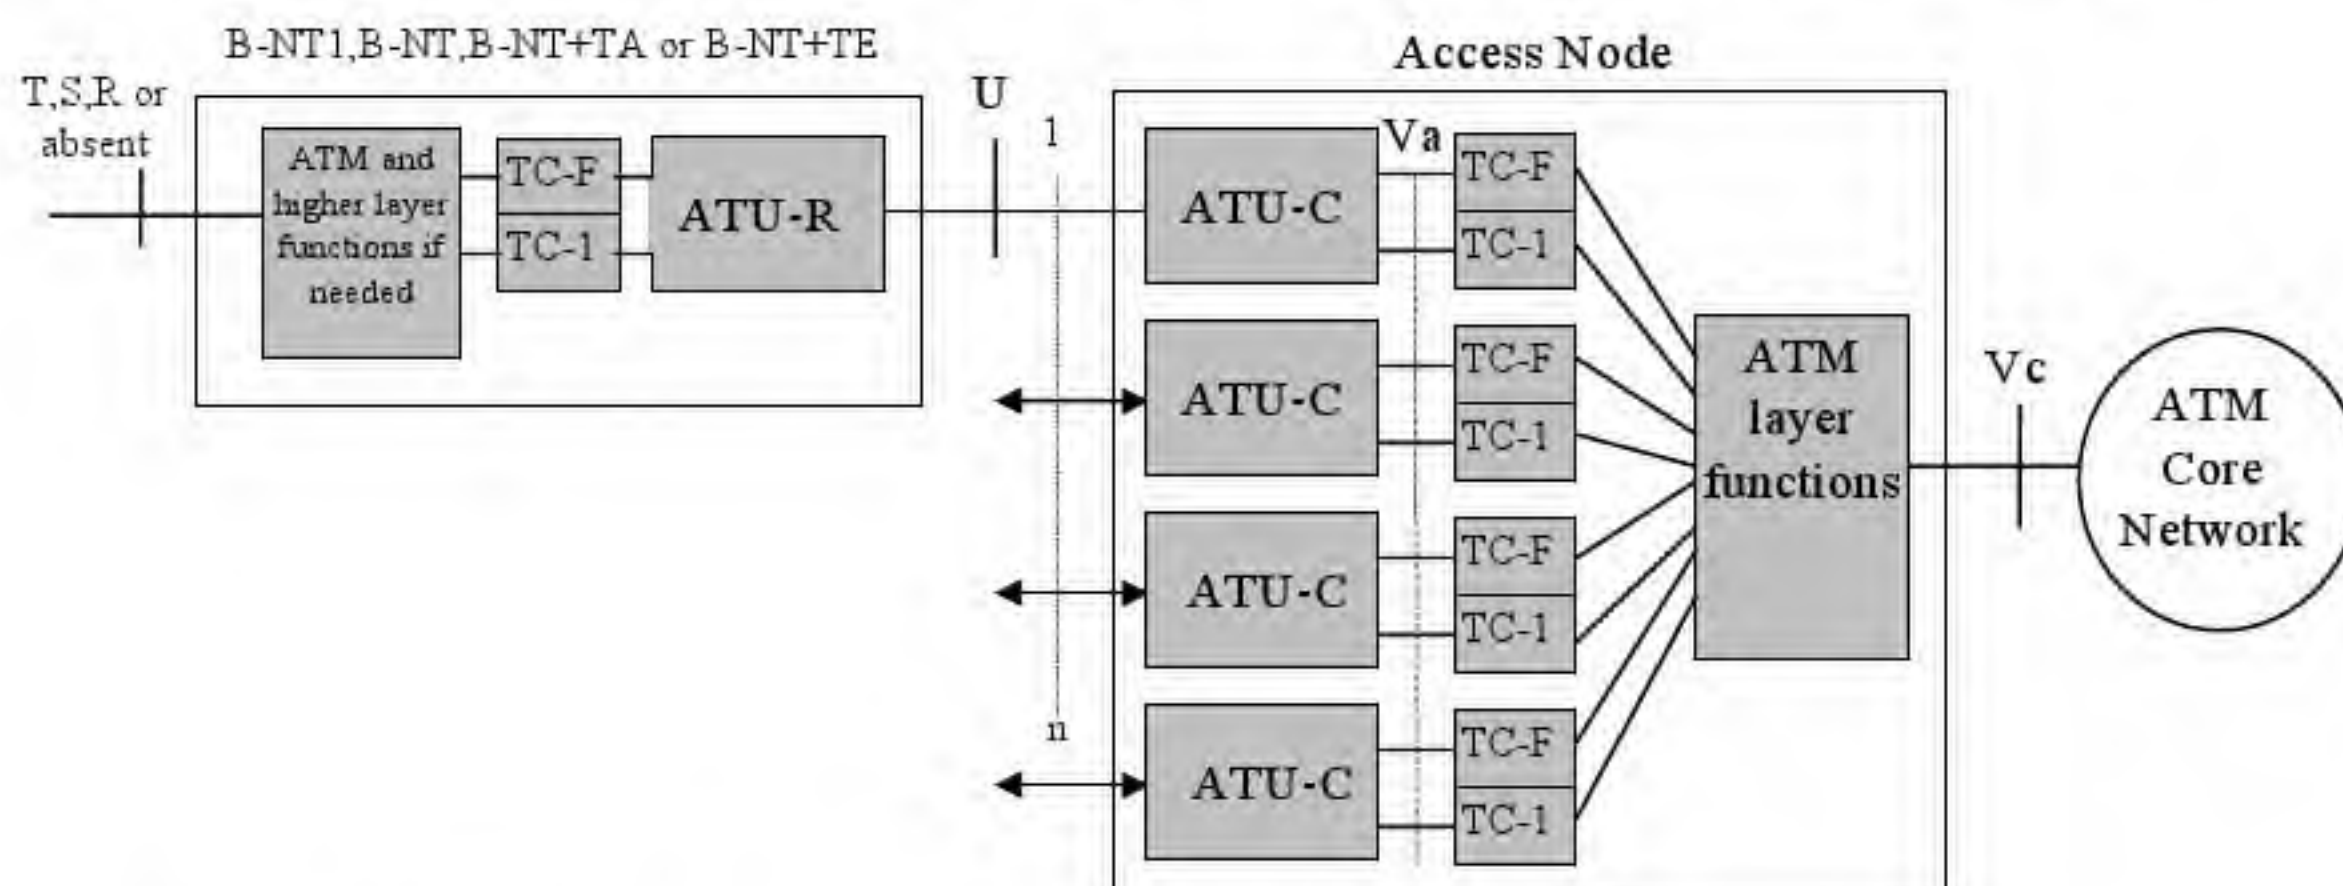 B-NT1,B-NT,B-NT+TA or B-NT+TE
T,S,R or
absent
ATM and
higher layer
functions if
needed
TC-F
TC-1
ATU-R
U
1
n
Access Node
ATU-C
Va
TC-F
TC-1
ATU-C
TC-F
TC-1
ATU-C
TC-F
TC-1
ATU-C
TC-F
TC-1
ATM
layer
functions
Vc
ATM
Core
Network